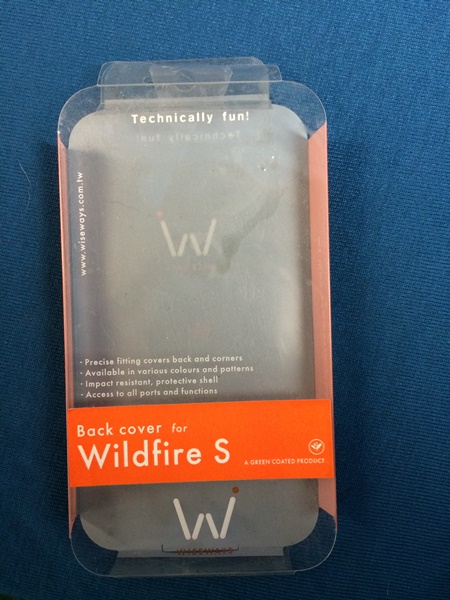 Technically fun!
www.wiseways.com.tw
· Precise fitting covers back and corners
· Available in various colours and patterns
· Impact resistant, protective shell
· Access to all ports and functions
Back cover for
Wildfire S
A GREEN COATED PRODUCT
WISEWAYS